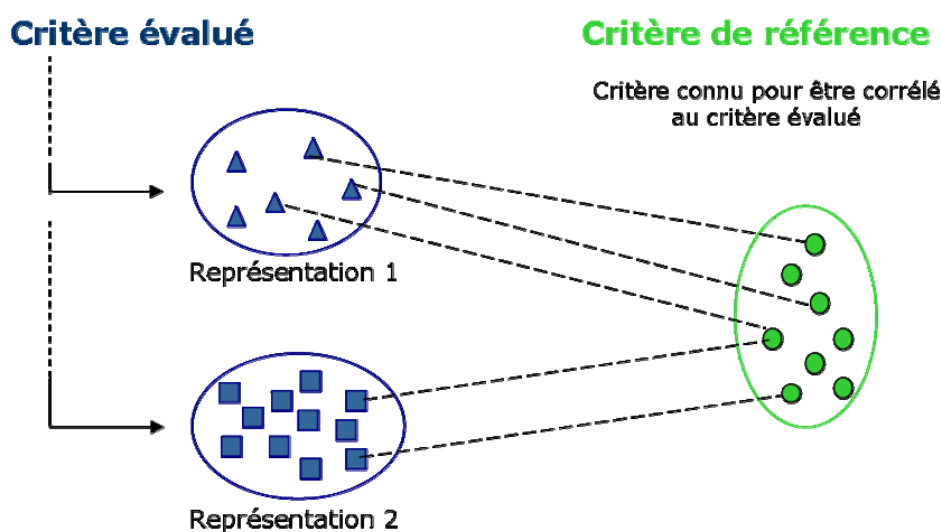 Critère évalué
Critère de référence
Critère connu pour être corrélé
au critère évalué
Représentation 1
Représentation 2